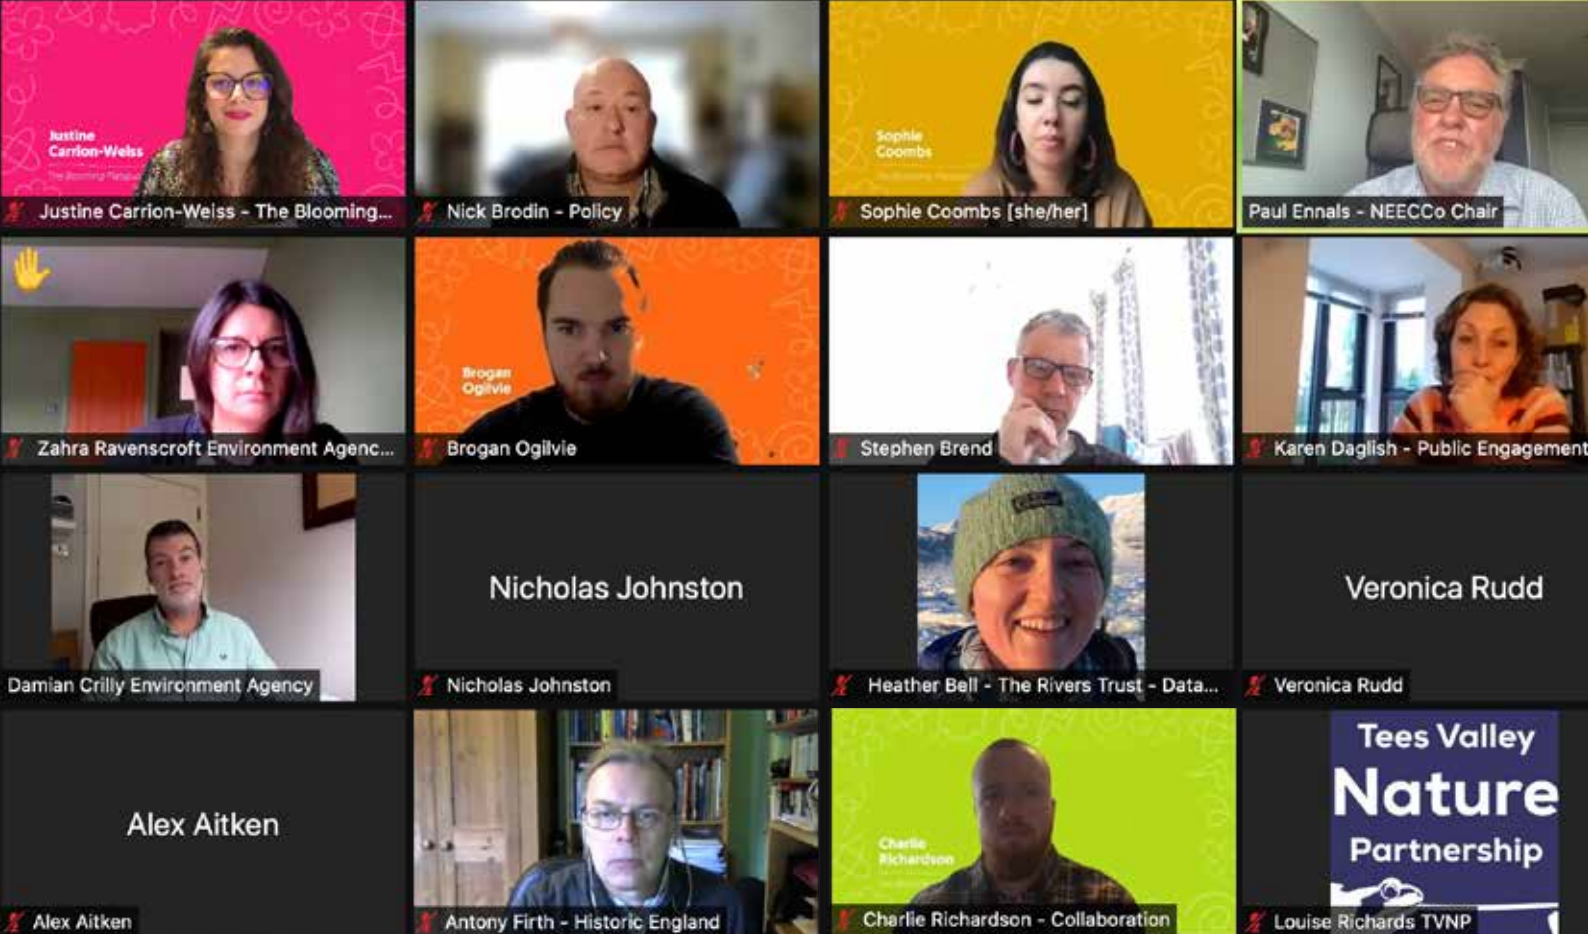 Justine
Carrion-Weiss
Justine Carrion-Weiss - The Blooming...
Nick Brodin - Policy
Sophie
Coombs
Sophie Coombs [she/her]
Paul Ennals - NEECCo Chair
Zahra Ravenscroft Environment Agenc...
Brogan
Ogilvie
Brogan Ogilvie
Stephen Brend
Karen Daglish - Public Engagement
Damian Crilly Environment Agency
Nicholas Johnston
Nicholas Johnston
Heather Bell - The Rivers Trust - Data...
Veronica Rudd
Veronica Rudd
Alex Aitken
Alex Aitken
Antony Firth - Historic England
Charlie
Richardson
Charlie Richardson - Collaboration
Tees Valley
Nature
Partnership
Louise Richards TVNP